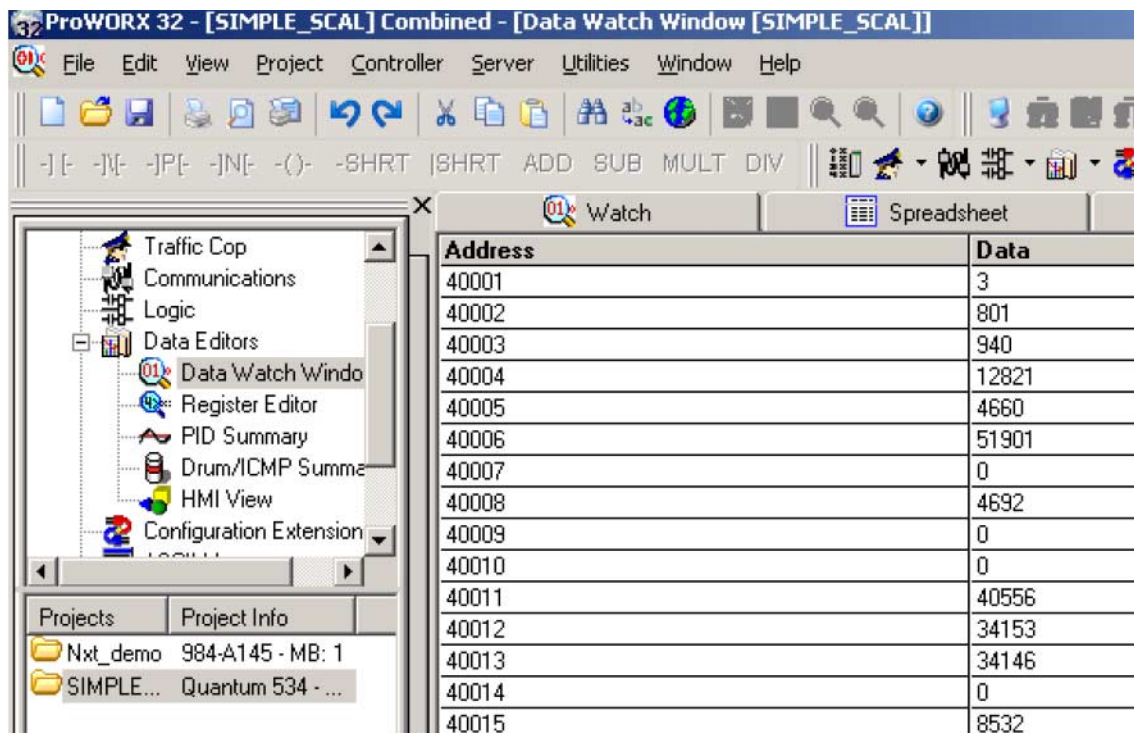 ProWORX 32 - [SIMPLE_SCAL] Combined - [Data Watch Window [SIMPLE_SCAL]]
File Edit View Project Controller Server Utilities Window Help
-] [- -]\[- -]P[- -]N[- -( )- -SHRT |SHRT ADD SUB MULT DIV
Watch Spreadsheet
Traffic Cop
Communications
Logic
Data Editors
Data Watch Windo
Register Editor
PID Summary
Drum/ICMP Summa
HMI View
Configuration Extension
Projects Project Info
Nxt_demo 984-A145 - MB: 1
SIMPLE... Quantum 534 - ...
Address Data
40001 3
40002 801
40003 940
40004 12821
40005 4660
40006 51901
40007 0
40008 4692
40009 0
40010 0
40011 40556
40012 34153
40013 34146
40014 0
40015 8532